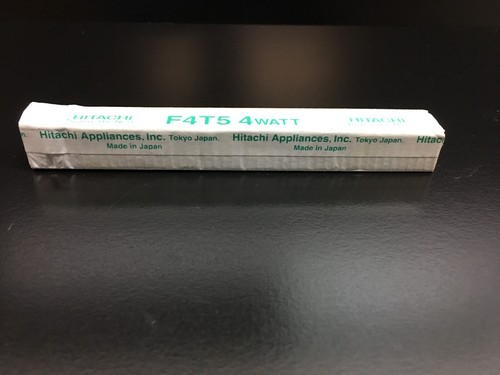 HITACHI F4T5 4WATT HITACHI
n. Hitachi Appliances, Inc. Tokyo Japan. Hitachi Appliances, Inc. Tokyo Japan. Hitac
Made in Japan Made in Japan